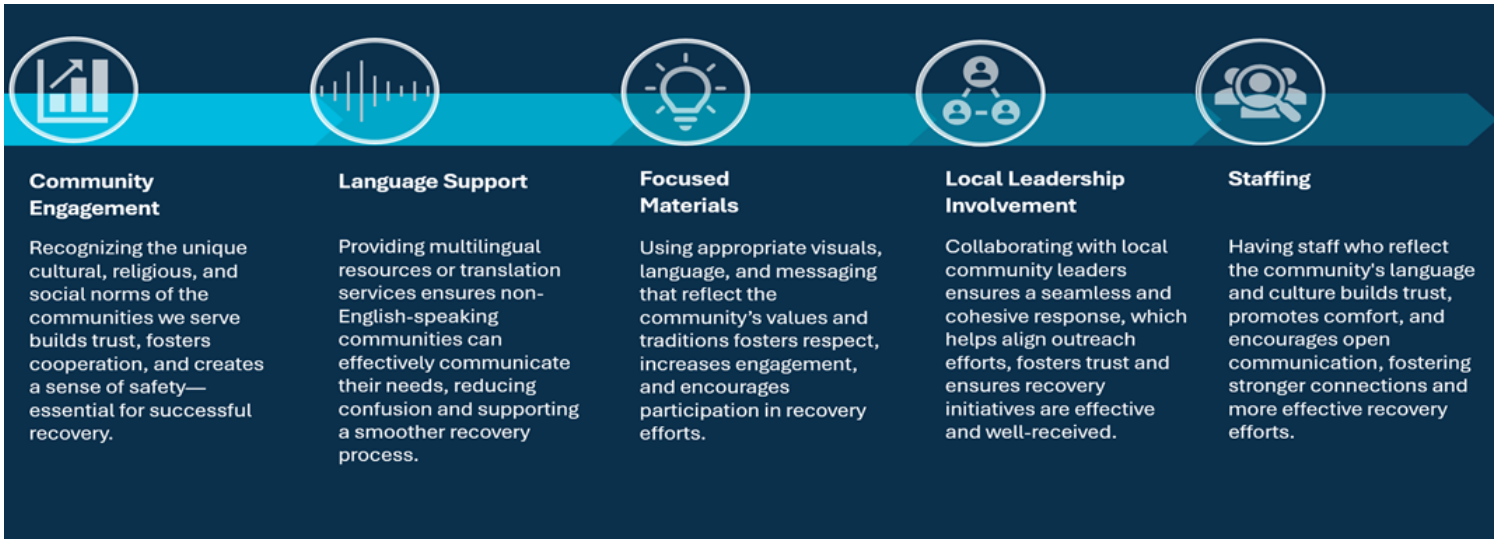 Community
Engagement
Recognizing the unique
cultural, religious, and
social norms of the
communities we serve
builds trust, fosters
cooperation, and creates
a sense of safety—
essential for successful
recovery.
Language Support
Providing multilingual
resources or translation
services ensures non-
English-speaking
communities can
effectively communicate
their needs, reducing
confusion and supporting
a smoother recovery
process.
Focused
Materials
Using appropriate visuals,
language, and messaging
that reflect the
community’s values and
traditions fosters respect,
increases engagement,
and encourages
participation in recovery
efforts.
Local Leadership
Involvement
Collaborating with local
community leaders
ensures a seamless and
cohesive response, which
helps align outreach
efforts, fosters trust and
ensures recovery
initiatives are effective
and well-received.
Staffing
Having staff who reflect
the community's language
and culture builds trust,
promotes comfort, and
encourages open
communication, fostering
stronger connections and
more effective recovery
efforts.